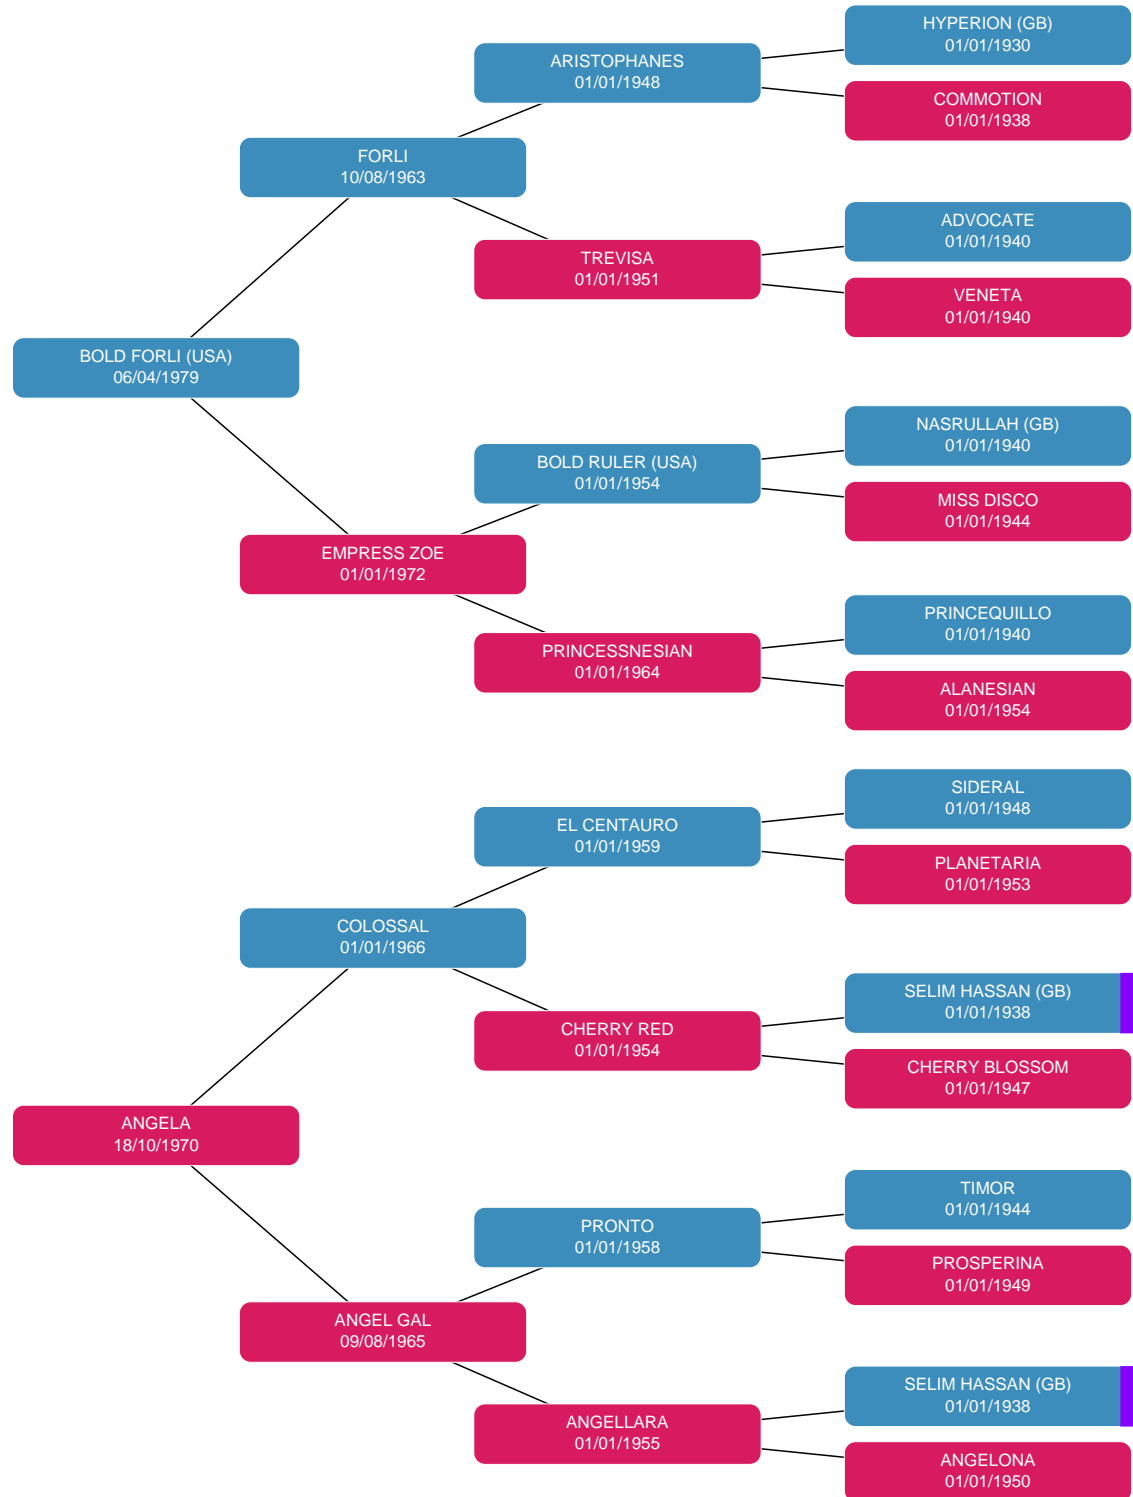 HYPERION (GB)
01/01/1930
ARISTOPHANES
01/01/1948
COMMOTION
01/01/1938
FORLI
10/08/1963
ADVOCATE
01/01/1940
TREVISA
01/01/1951
VENETA
01/01/1940
BOLD FORLI (USA)
06/04/1979
NASRULLAH (GB)
01/01/1940
BOLD RULER (USA)
01/01/1954
MISS DISCO
01/01/1944
EMPRESS ZOE
01/01/1972
PRINCEQUILLO
01/01/1940
PRINCESSNESIAN
01/01/1964
ALANESIAN
01/01/1954
SIDERAL
01/01/1948
EL CENTAURO
01/01/1959
PLANETARIA
01/01/1953
COLOSSAL
01/01/1966
SELIM HASSAN (GB)
01/01/1938
CHERRY RED
01/01/1954
CHERRY BLOSSOM
01/01/1947
ANGELA
18/10/1970
TIMOR
01/01/1944
PRONTO
01/01/1958
PROSPERINA
01/01/1949
ANGEL GAL
09/08/1965
SELIM HASSAN (GB)
01/01/1938
ANGELLARA
01/01/1955
ANGELONA
01/01/1950